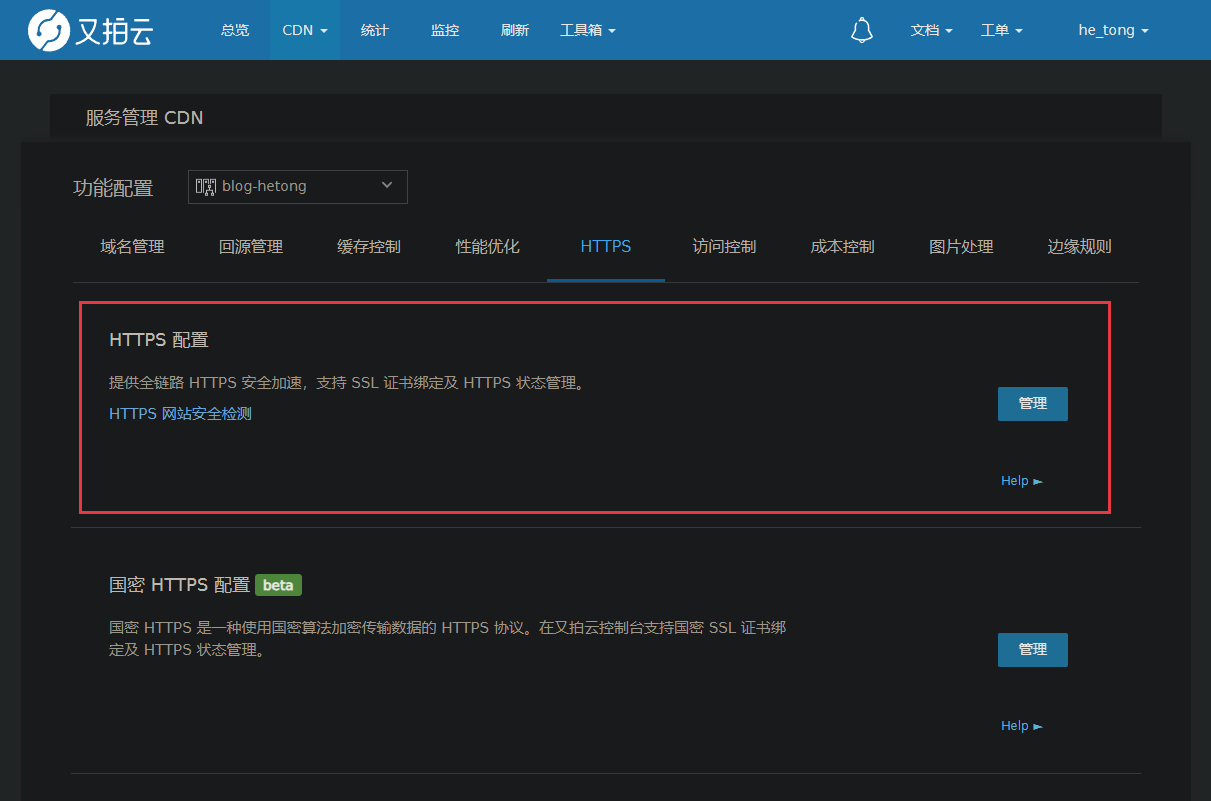 又拍云 总览 CDN 统计 监控 刷新 工具箱 文档 工单 he_tong
服务管理 CDN
功能配置 blog-hetong
域名管理 回源管理 缓存控制 性能优化 HTTPS 访问控制 成本控制 图片处理 边缘规则
HTTPS 配置
提供全链路 HTTPS 安全加速，支持 SSL 证书绑定及 HTTPS 状态管理。
HTTPS 网站安全检测
管理
Help ►
国密 HTTPS 配置 beta
国密 HTTPS 是一种使用国密算法加密传输数据的 HTTPS 协议。在又拍云控制台支持国密 SSL 证书绑
定及 HTTPS 状态管理。
管理
Help ►